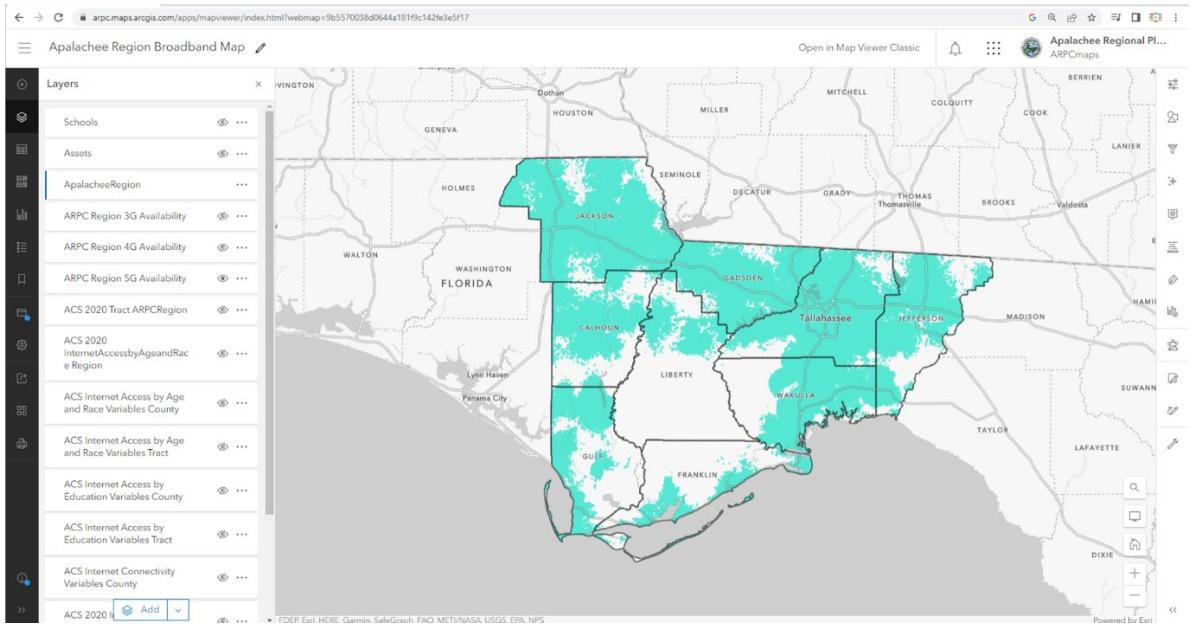 arpc.maps.arcgis.com/apps/mapviewer/index.html?webmap=9b5570038d0644a181f9c142fe3e5f17
Apalachee Region Broadband Map
Open in Map Viewer Classic
Apalachee Regional Pl...
ARPCmaps
Layers
Schools
Assets
ApalacheeRegion
ARPC Region 3G Availability
ARPC Region 4G Availability
ARPC Region 5G Availability
ACS 2020 Tract ARPCRegion
ACS 2020
InternetAccessbyAgeandRac
e Region
ACS Internet Access by Age
and Race Variables County
ACS Internet Access by Age
and Race Variables Tract
ACS Internet Access by
Education Variables County
ACS Internet Access by
Education Variables Tract
ACS Internet Connectivity
Variables County
ACS 2020
Add
VINGTON
Dothan
HOUSTON
GENEVA
MILLER
MITCHELL
COLQUITT
BERRIEN
COOK
LANIER
HOLMES
SEMINOLE
DECATUR
GRADY
THOMAS
Thomasville
BROOKS
Valdosta
JACKSON
WALTON
WASHINGTON
FLORIDA
GADSDEN
CALHOUN
Tallahassee
JEFFERSON
MADISON
HAMI
LIBERTY
Lynn Haven
Panama City
WAKULLA
SUWANN
TAYLOR
LAFAYETTE
GULF
FRANKLIN
DIXIE
FDEP, Esri, HERE, Garmin, SafeGraph, FAO, METI/NASA, USGS, EPA, NPS
Powered by Esri